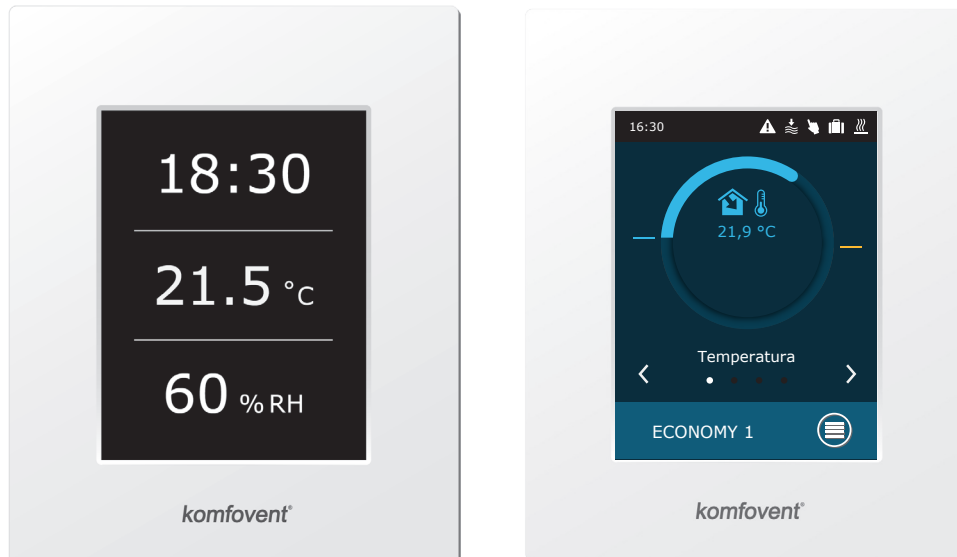 18:30
21.5 °C
60 % RH
komfovent®
16:30
21,9 °C
Temperatura
ECONOMY 1
komfovent®